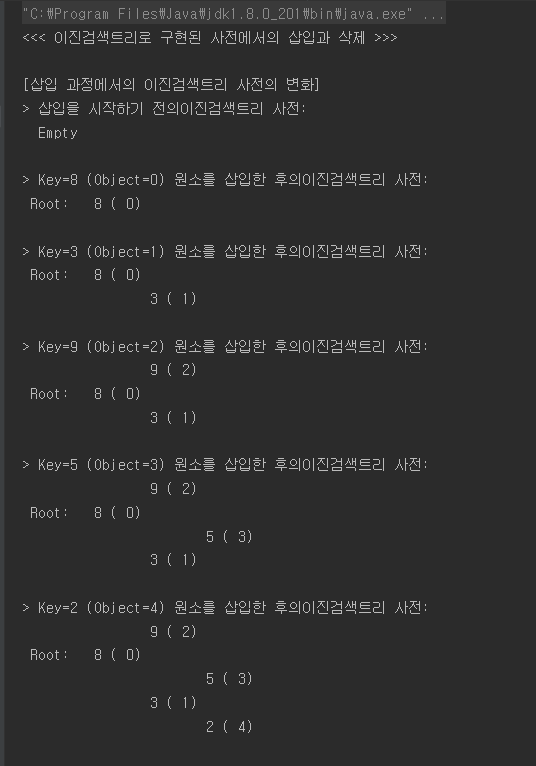 "C:\Program Files\Java\jdk1.8.0_201\bin\java.exe" ...
<<< 이진검색트리로 구현된 사전에서의 삽입과 삭제 >>>
[삽입 과정에서의 이진검색트리 사전의 변화]
> 삽입을 시작하기 전의이진검색트리 사전:
Empty
> Key=8 (Object=0) 원소를 삽입한 후의이진검색트리 사전:
Root:   8 ( 0)
> Key=3 (Object=1) 원소를 삽입한 후의이진검색트리 사전:
Root:   8 ( 0)
3 ( 1)
> Key=9 (Object=2) 원소를 삽입한 후의이진검색트리 사전:
9 ( 2)
Root:   8 ( 0)
3 ( 1)
> Key=5 (Object=3) 원소를 삽입한 후의이진검색트리 사전:
9 ( 2)
Root:   8 ( 0)
5 ( 3)
3 ( 1)
> Key=2 (Object=4) 원소를 삽입한 후의이진검색트리 사전:
9 ( 2)
Root:   8 ( 0)
5 ( 3)
3 ( 1)
2 ( 4)